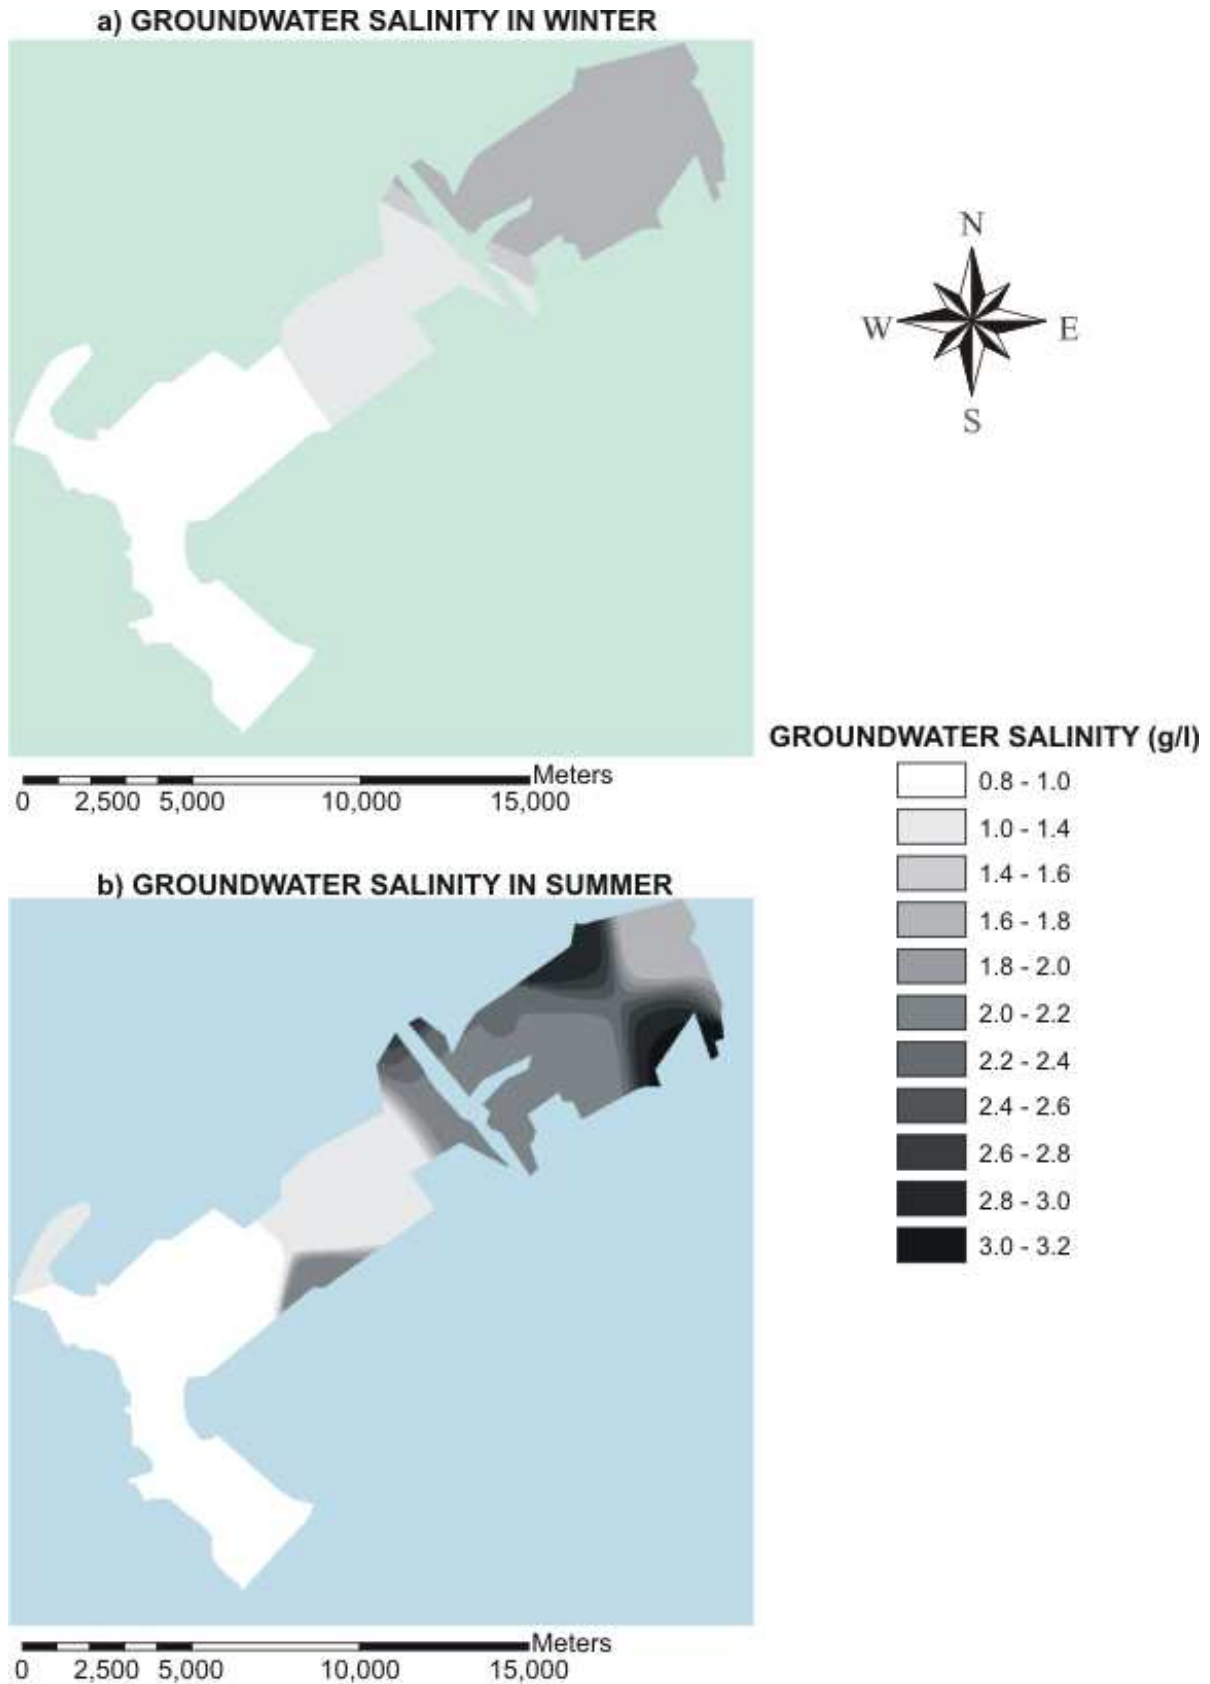 a) GROUNDWATER SALINITY IN WINTER
N
W E
S
GROUNDWATER SALINITY (g/l)
0.8 - 1.0
1.0 - 1.4
1.4 - 1.6
1.6 - 1.8
1.8 - 2.0
2.0 - 2.2
2.2 - 2.4
2.4 - 2.6
2.6 - 2.8
2.8 - 3.0
3.0 - 3.2
Meters
0 2,500 5,000 10,000 15,000
b) GROUNDWATER SALINITY IN SUMMER
Meters
0 2,500 5,000 10,000 15,000